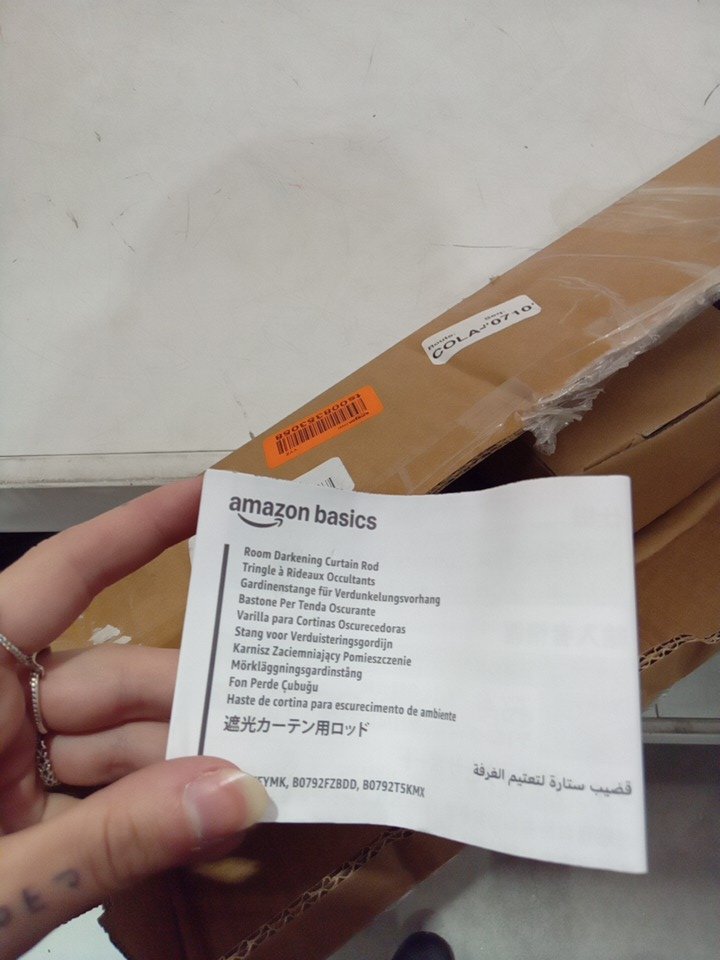 Route:
Seq:
COLA-J'0710'
tS00835305B
amazon basics
Room Darkening Curtain Rod
Tringle à Rideaux Occultants
Gardinenstange für Verdunkelungsvorhang
Bastone Per Tenda Oscurante
Varilla para Cortinas Oscurecedoras
Stang voor Verduisteringsgordijn
Karnisz Zaciemniający Pomieszczenie
Mörkläggningsgardinstång
Fon Perde Çubuğu
Haste de cortina para escurecimento de ambiente
遮光カーテン用ロッド
قضيب ستارة لتعتيم الغرفة
B0792FZBDD, B0792T5KMX